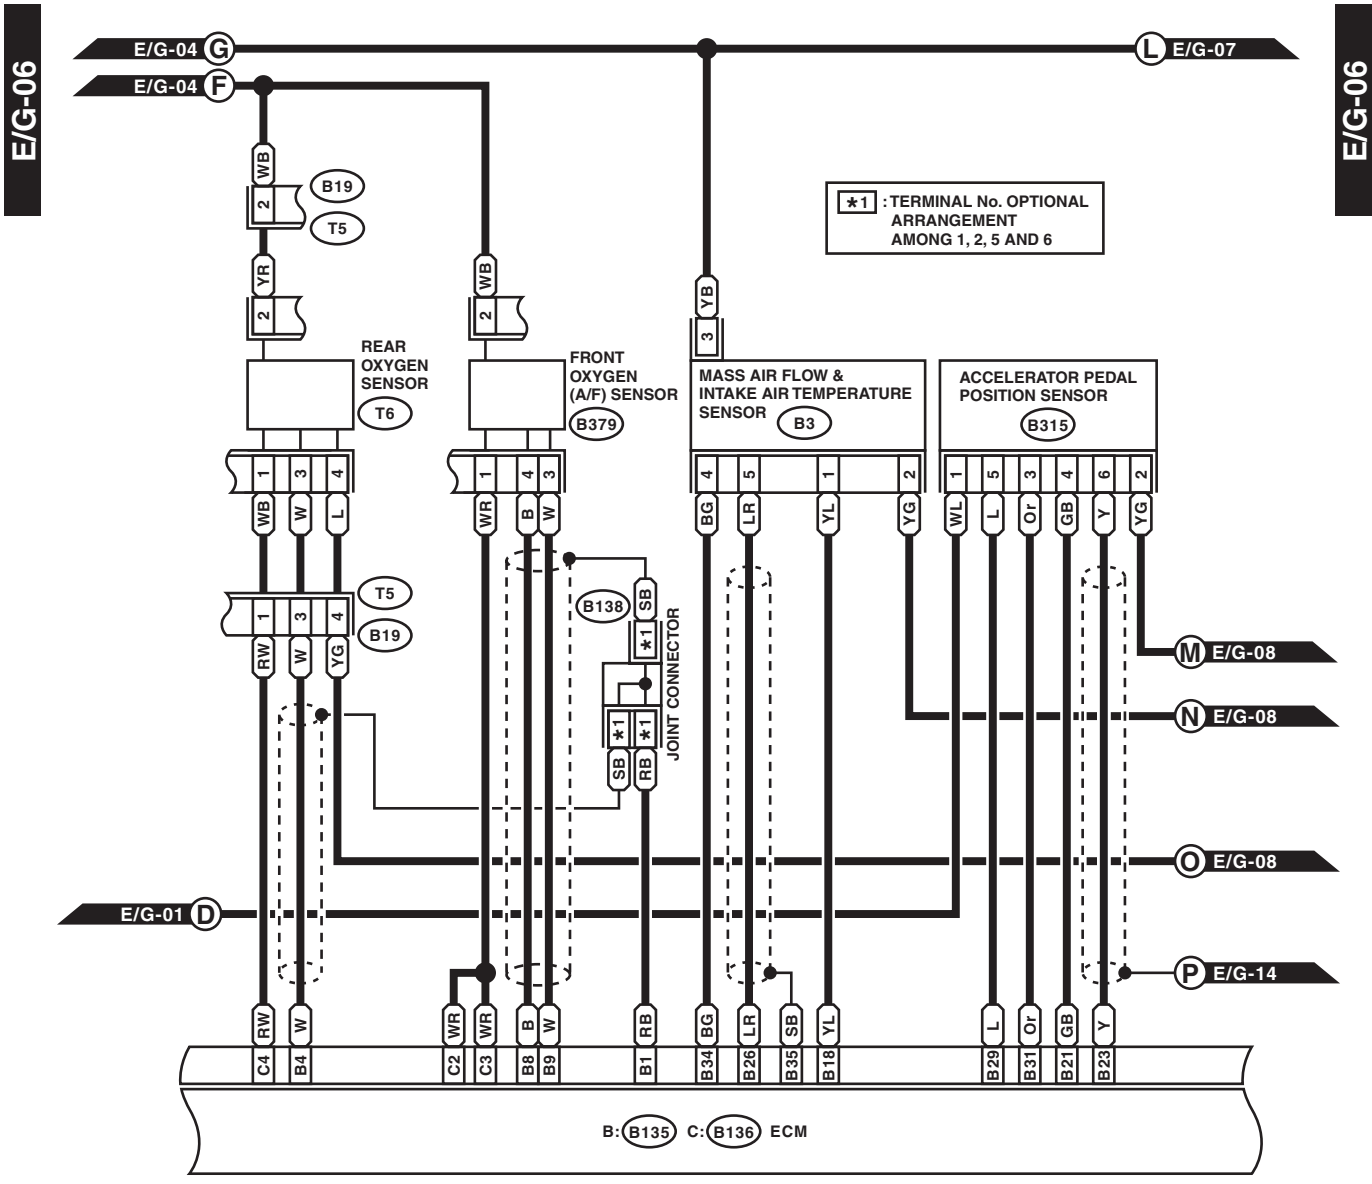 E/G-06
E/G-06
E/G-04 G
L E/G-07
E/G-04 F
WB
2
B19
T5
YR
2
WB
2
YB
3
*1 : TERMINAL No. OPTIONAL
ARRANGEMENT
AMONG 1, 2, 5 AND 6
REAR
OXYGEN
SENSOR
T6
FRONT
OXYGEN
(A/F) SENSOR
B379
MASS AIR FLOW &
INTAKE AIR TEMPERATURE
SENSOR B3
ACCELERATOR PEDAL
POSITION SENSOR
B315
1 3 4 1 4 3 4 5 1 2 1 5 3 4 6 2
WB W L WR B W BG LR YL YG WL L Or GB Y YG
T5
B19
1 3 4
RW W YG
B138
SB
*1
JOINT CONNECTOR
*1 *1
SB RB
M E/G-08
N E/G-08
O E/G-08
E/G-01 D
P E/G-14
RW W WR WR B W RB BG LR SB YL L Or GB Y
C4 B4 C2 C3 B8 B9 B1 B34 B26 B35 B18 B29 B31 B21 B23
B: B135 C: B136 ECM